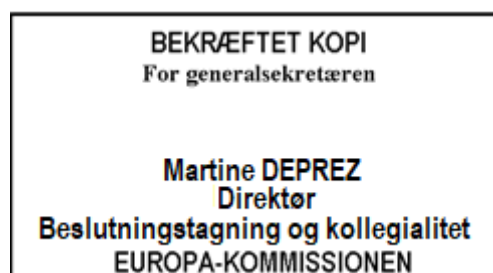 BEKRÆFTET KOPI
For generalsekretæren
Martine DEPREZ
Direktør
Beslutningstagning og kollegialitet
EUROPA-KOMMISSIONEN